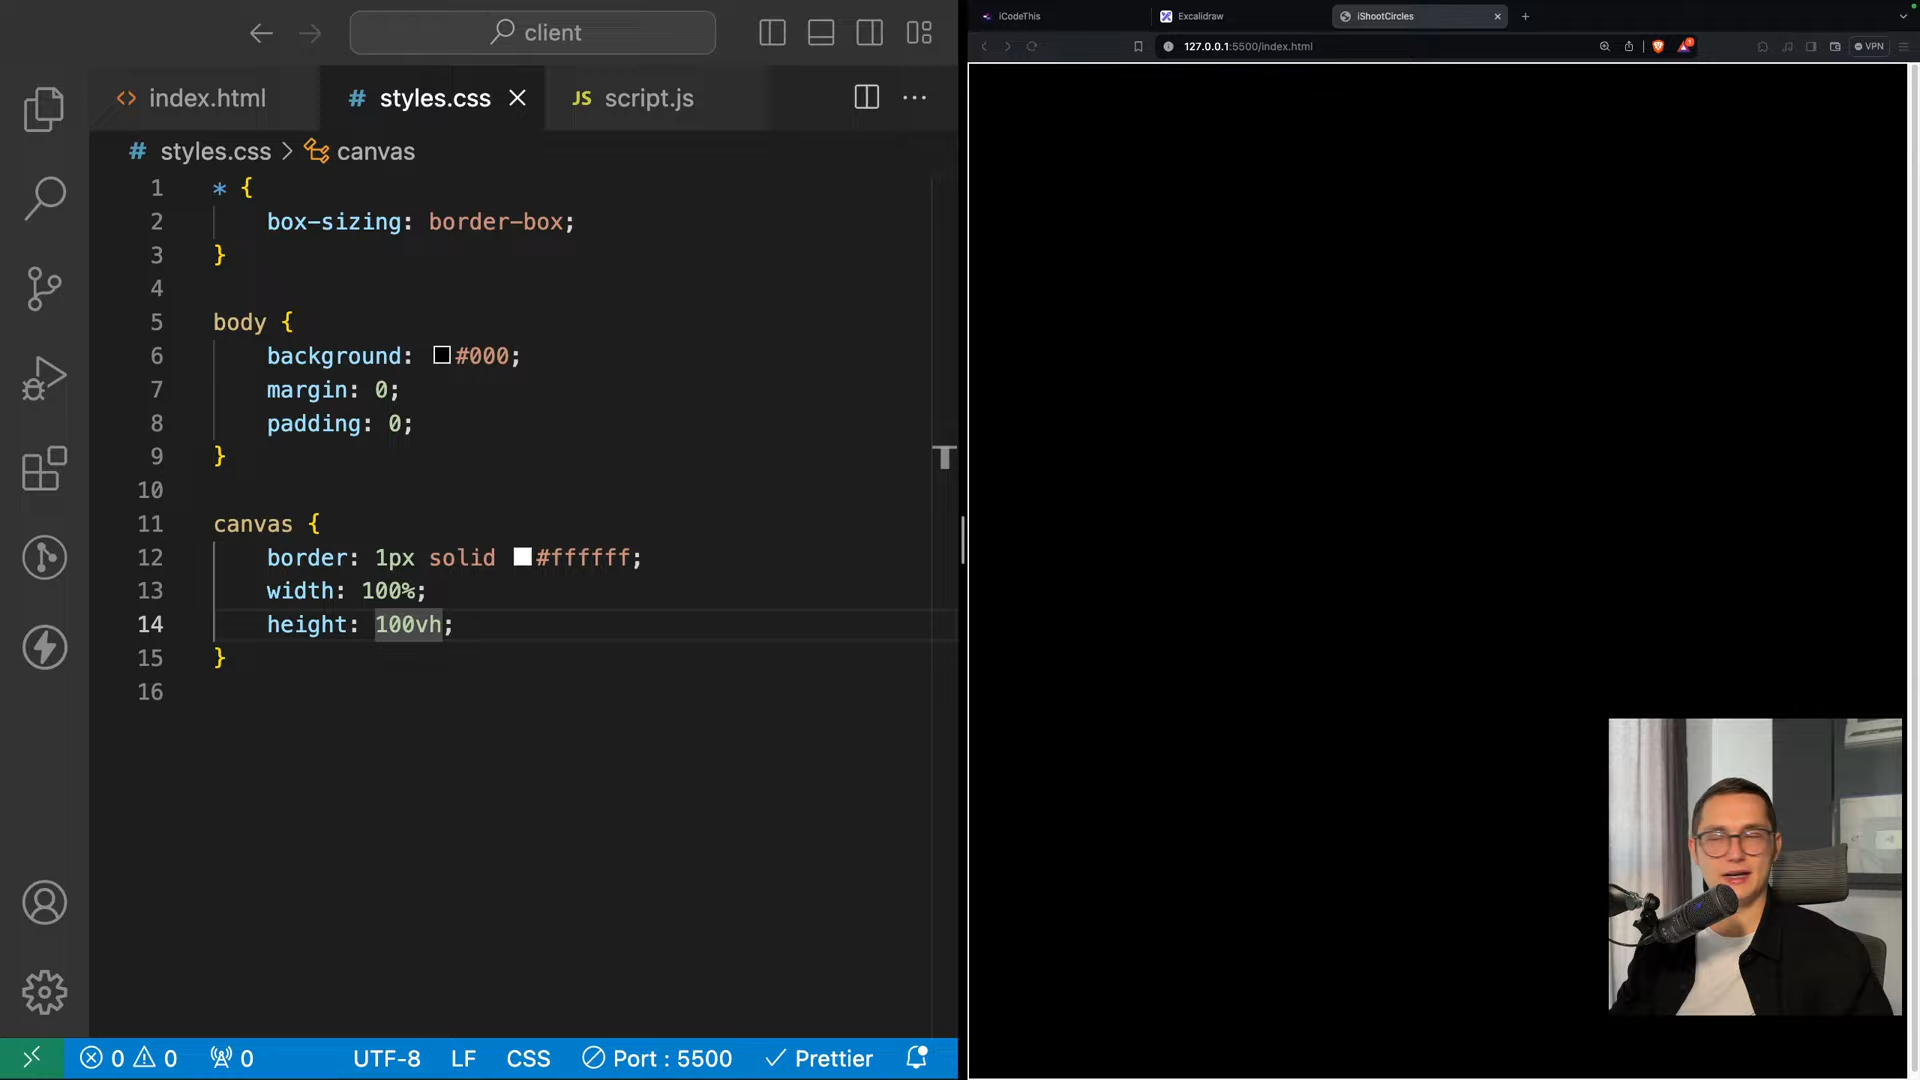 client
index.html
# styles.css
JS script.js
# styles.css > canvas
1 * {
2 box-sizing: border-box;
3 }
4
5 body {
6 background: #000;
7 margin: 0;
8 padding: 0;
9 }
10
11 canvas {
12 border: 1px solid #ffffff;
13 width: 100%;
14 height: 100vh;
15 }
16
0 0 0 UTF-8 LF CSS Port : 5500 Prettier
iCodeThis
Excalidraw
iShootCircles
127.0.0.1:5500/index.html
1
VPN
T